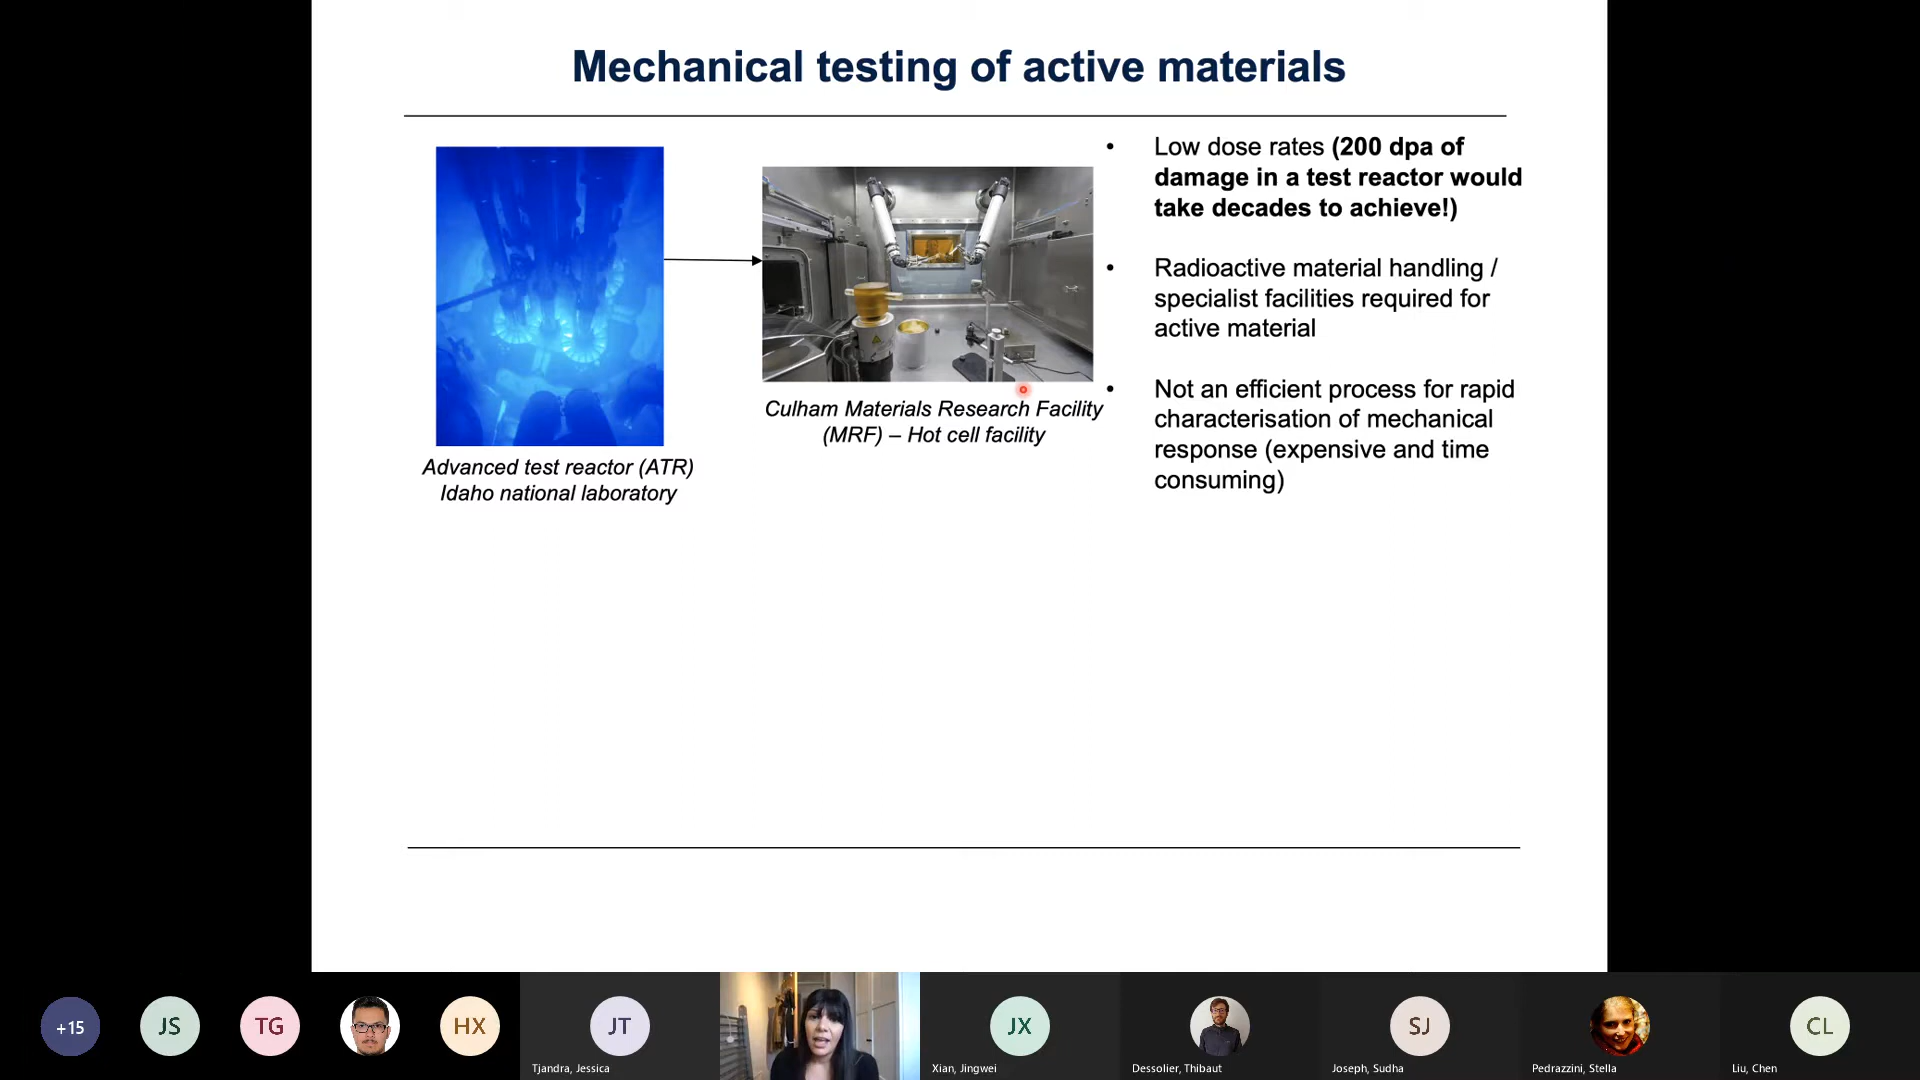 Mechanical testing of active materials
Advanced test reactor (ATR)
Idaho national laboratory
Culham Materials Research Facility
(MRF) – Hot cell facility
• Low dose rates (200 dpa of
damage in a test reactor would
take decades to achieve!)
• Radioactive material handling /
specialist facilities required for
active material
• Not an efficient process for rapid
characterisation of mechanical
response (expensive and time
consuming)
+15
JS
TG
HX
JT
Tjandra, Jessica
JX
Xian, Jingwei
Dessolier, Thibaut
SJ
Joseph, Sudha
Pedrazzini, Stella
CL
Liu, Chen